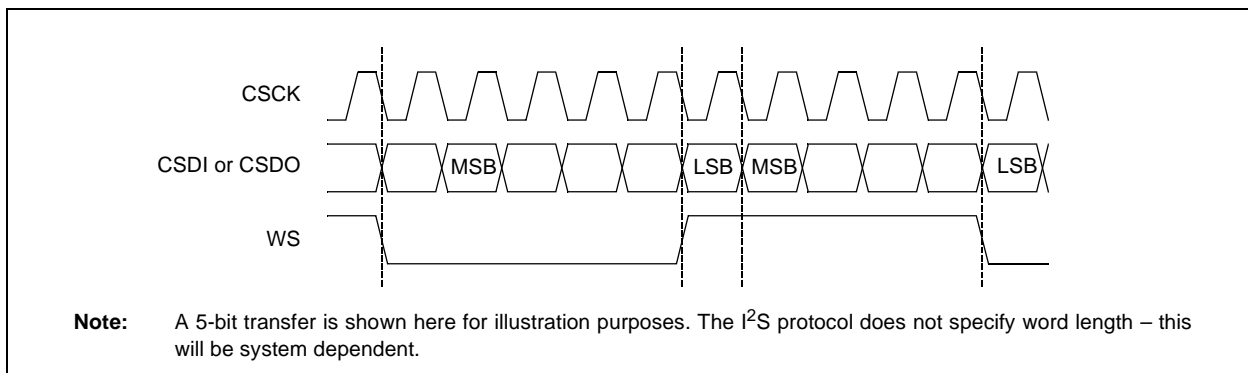 CSCK
CSDI or CSDO
MSB
LSB
MSB
LSB
WS
Note: A 5-bit transfer is shown here for illustration purposes. The I²S protocol does not specify word length – this
will be system dependent.